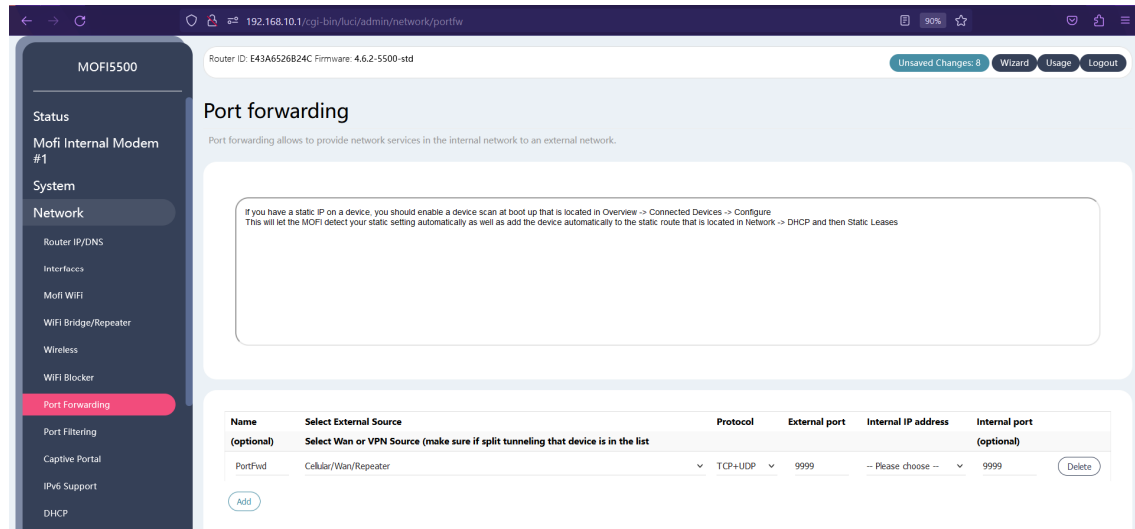 192.168.10.1/cgi-bin/luci/admin/network/portfw
90%
MOFI5500
Status
Mofi Internal Modem
#1
System
Network
Router IP/DNS
Interfaces
Mofi WiFi
WiFi Bridge/Repeater
Wireless
WiFi Blocker
Port Forwarding
Port Filtering
Captive Portal
IPv6 Support
DHCP
Router ID: E43A6526B24C Firmware: 4.6.2-5500-std
Unsaved Changes: 8 Wizard Usage Logout
Port forwarding
Port forwarding allows to provide network services in the internal network to an external network.
If you have a static IP on a device, you should enable a device scan at boot up that is located in Overview -> Connected Devices -> Configure
This will let the MOFI detect your static setting automatically as well as add the device automatically to the static route that is located in Network -> DHCP and then Static Leases
Name Select External Source Protocol External port Internal IP address Internal port
(optional) Select Wan or VPN Source (make sure if split tunneling that device is in the list (optional)
PortFwd Cellular/Wan/Repeater TCP+UDP 9999 -- Please choose -- 9999 Delete
Add